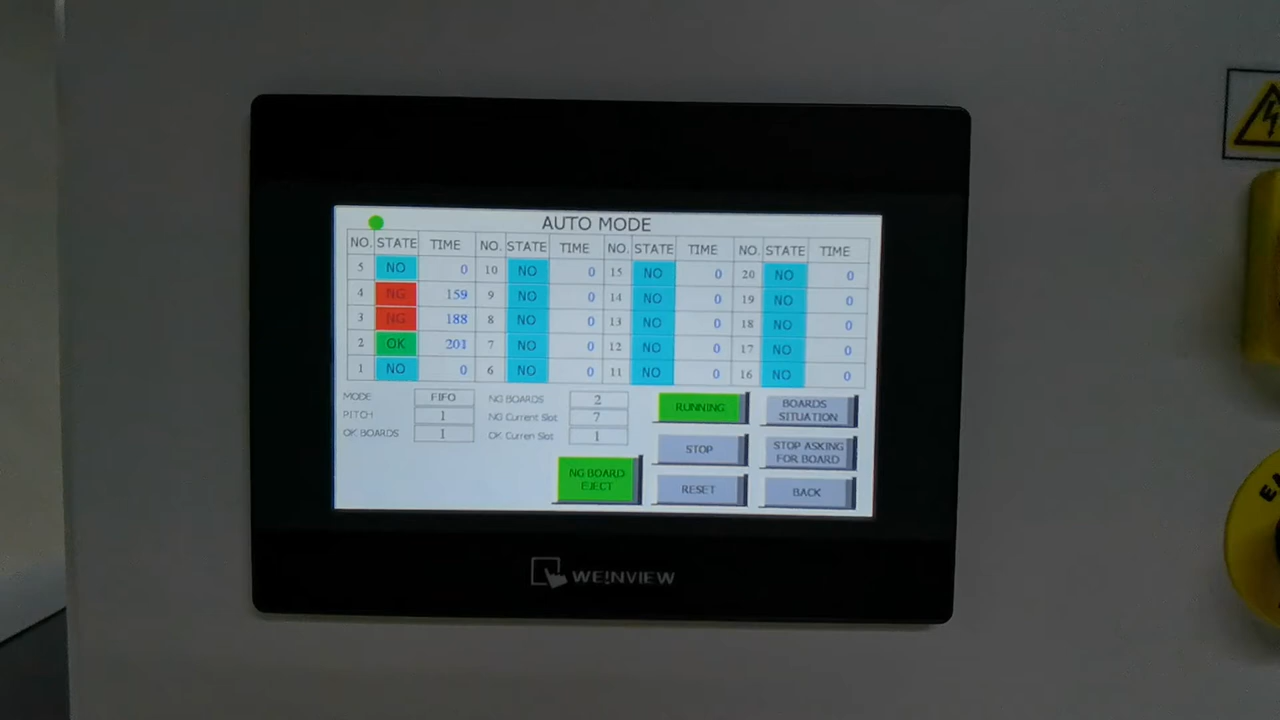 AUTO MODE
NO. STATE TIME NO. STATE TIME NO. STATE TIME NO. STATE TIME
5 NO 0 10 NO 0 15 NO 0 20 NO 0
4 NG 159 9 NO 0 14 NO 0 19 NO 0
3 NG 188 8 NO 0 13 NO 0 18 NO 0
2 OK 201 7 NO 0 12 NO 0 17 NO 0
1 NO 0 6 NO 0 11 NO 0 16 NO 0
MODE FIFO NG BOARDS 2
PITCH 1 NG Current Slot 7
OK BOARDS 1 OK Curren Slot 1
RUNNING
BOARDS
SITUATION
STOP
STOP ASKING
FOR BOARD
NG BOARD
EJECT
RESET
BACK
WEINVIEW